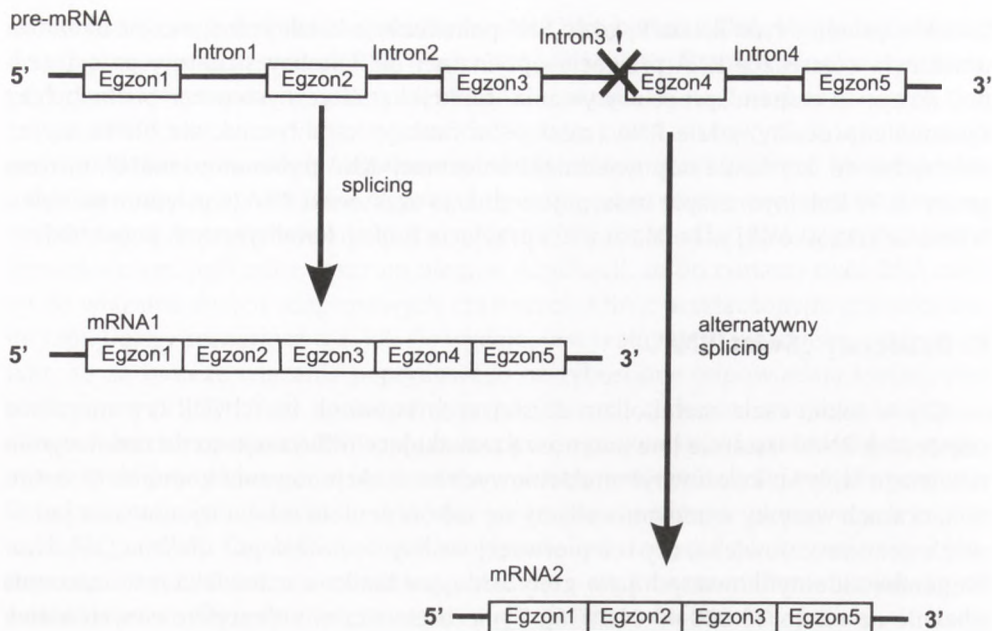 pre-mRNA
Intron1 Intron2 Intron3 ! Intron4
5' Egzon1 Egzon2 Egzon3 Egzon4 Egzon5 3'
splicing
mRNA1
5' Egzon1 Egzon2 Egzon3 Egzon4 Egzon5 3'
alternatywny
splicing
mRNA2
5' Egzon1 Egzon2 Egzon3 Egzon5 3'